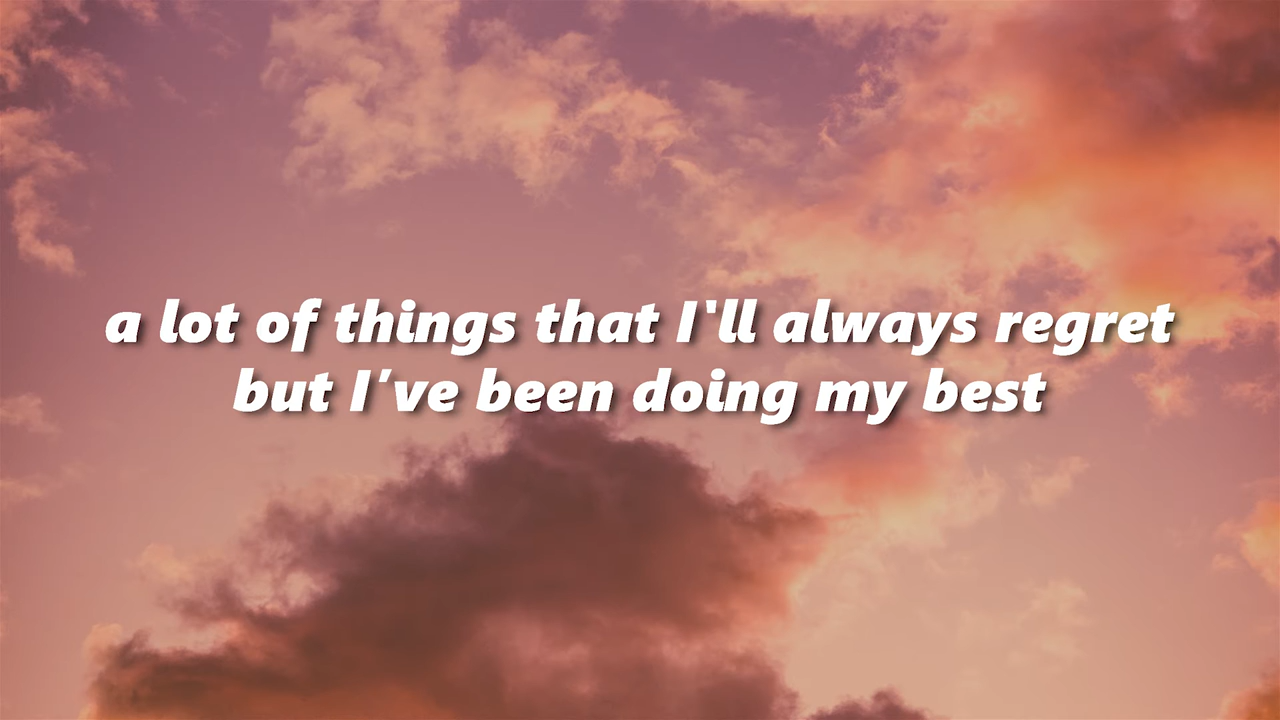 a lot of things that I‛ll always regret
but I've been doing my best